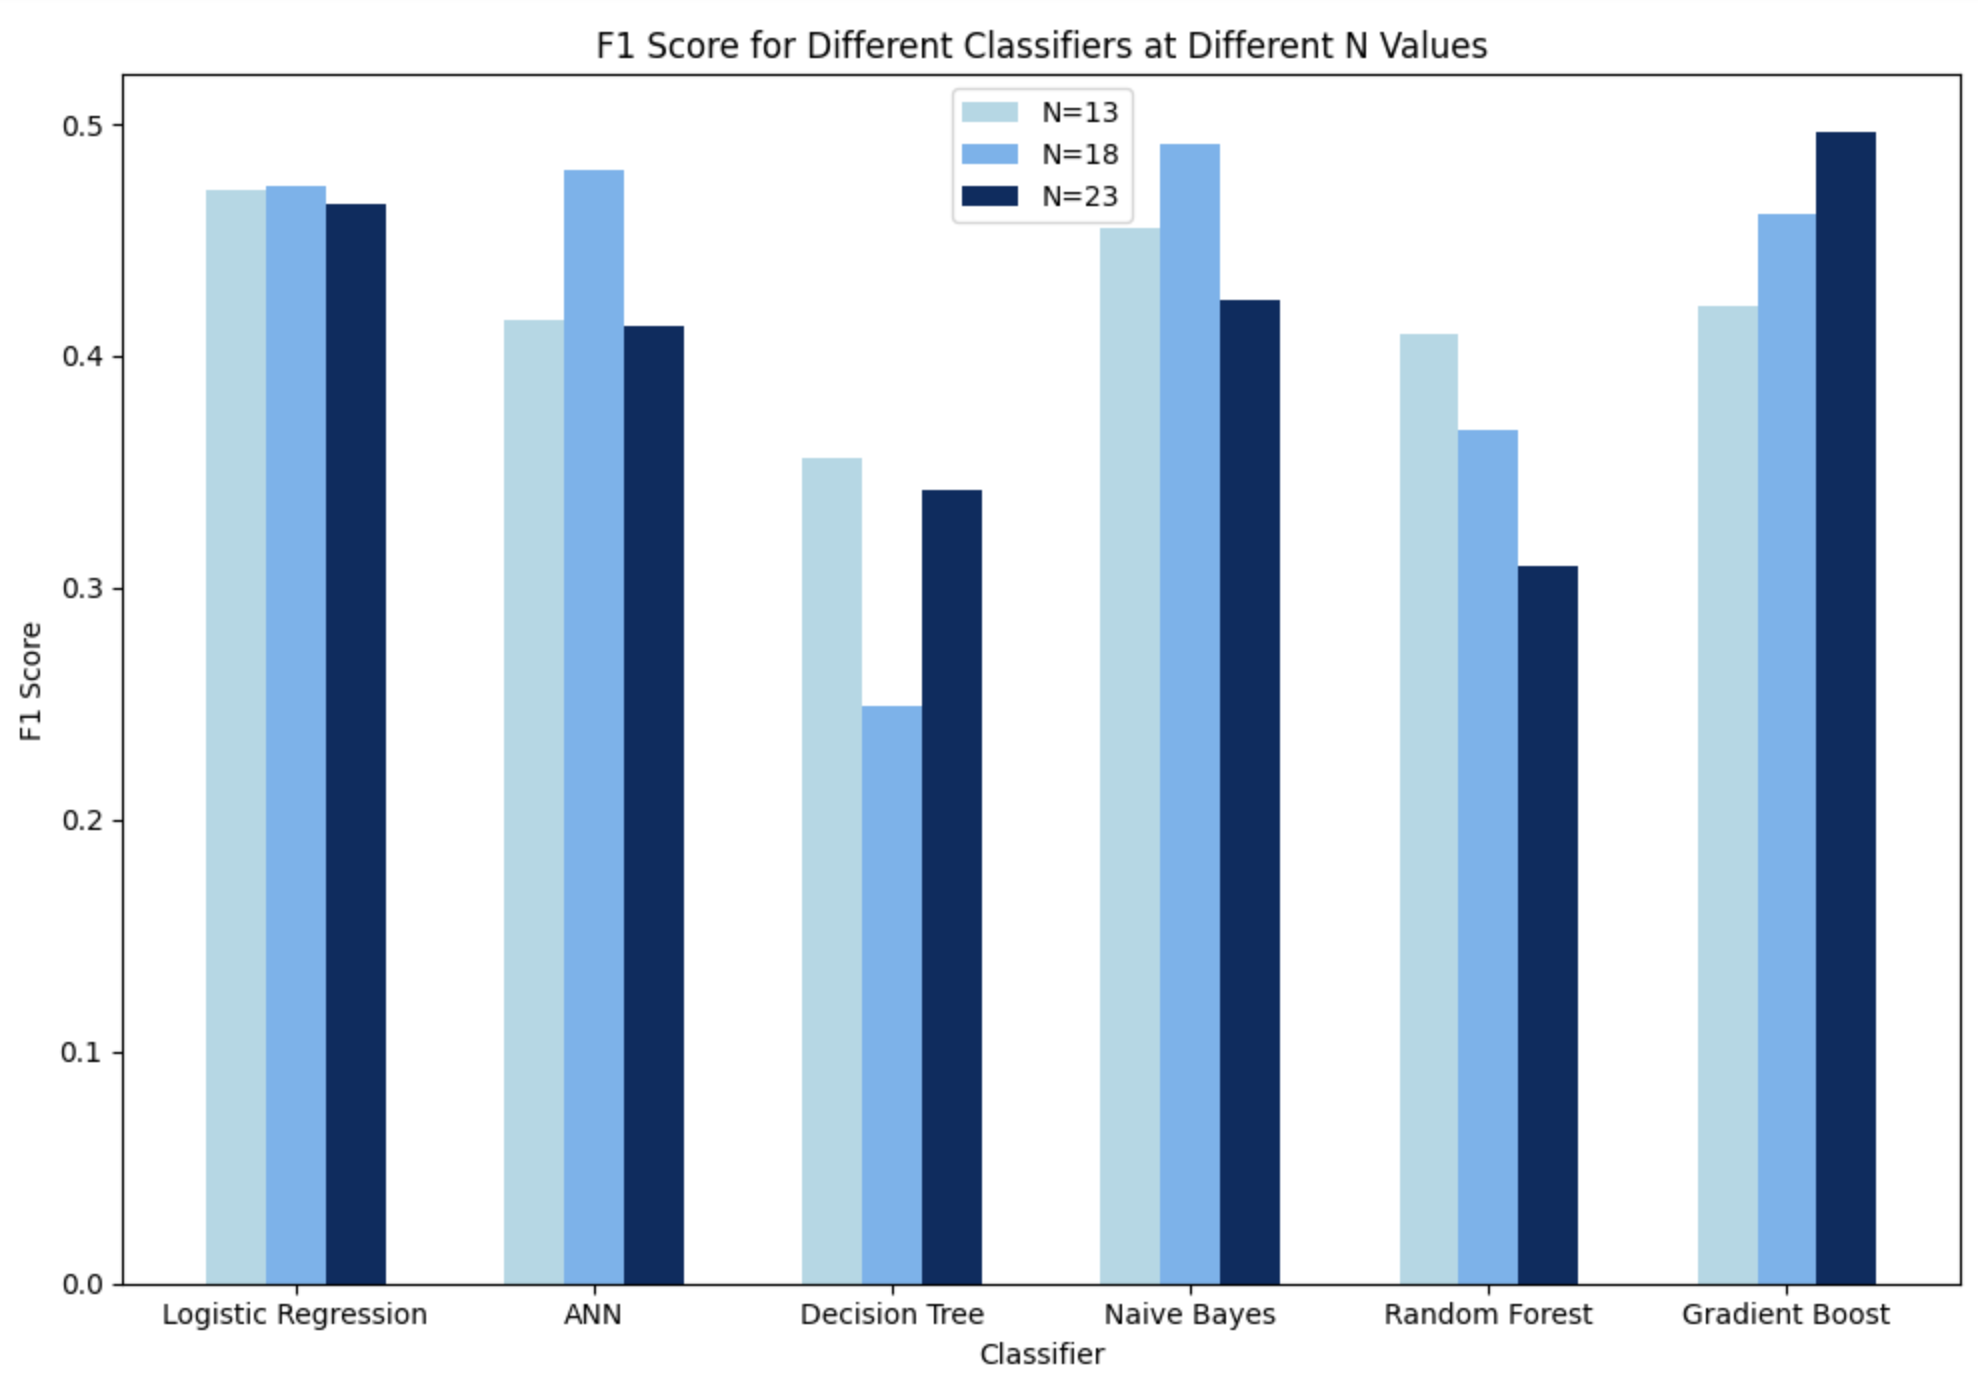 F1 Score for Different Classifiers at Different N Values
N=13
N=18
N=23
0.5
0.4
0.3
0.2
0.1
0.0
F1 Score
Logistic Regression
ANN
Decision Tree
Naive Bayes
Random Forest
Gradient Boost
Classifier